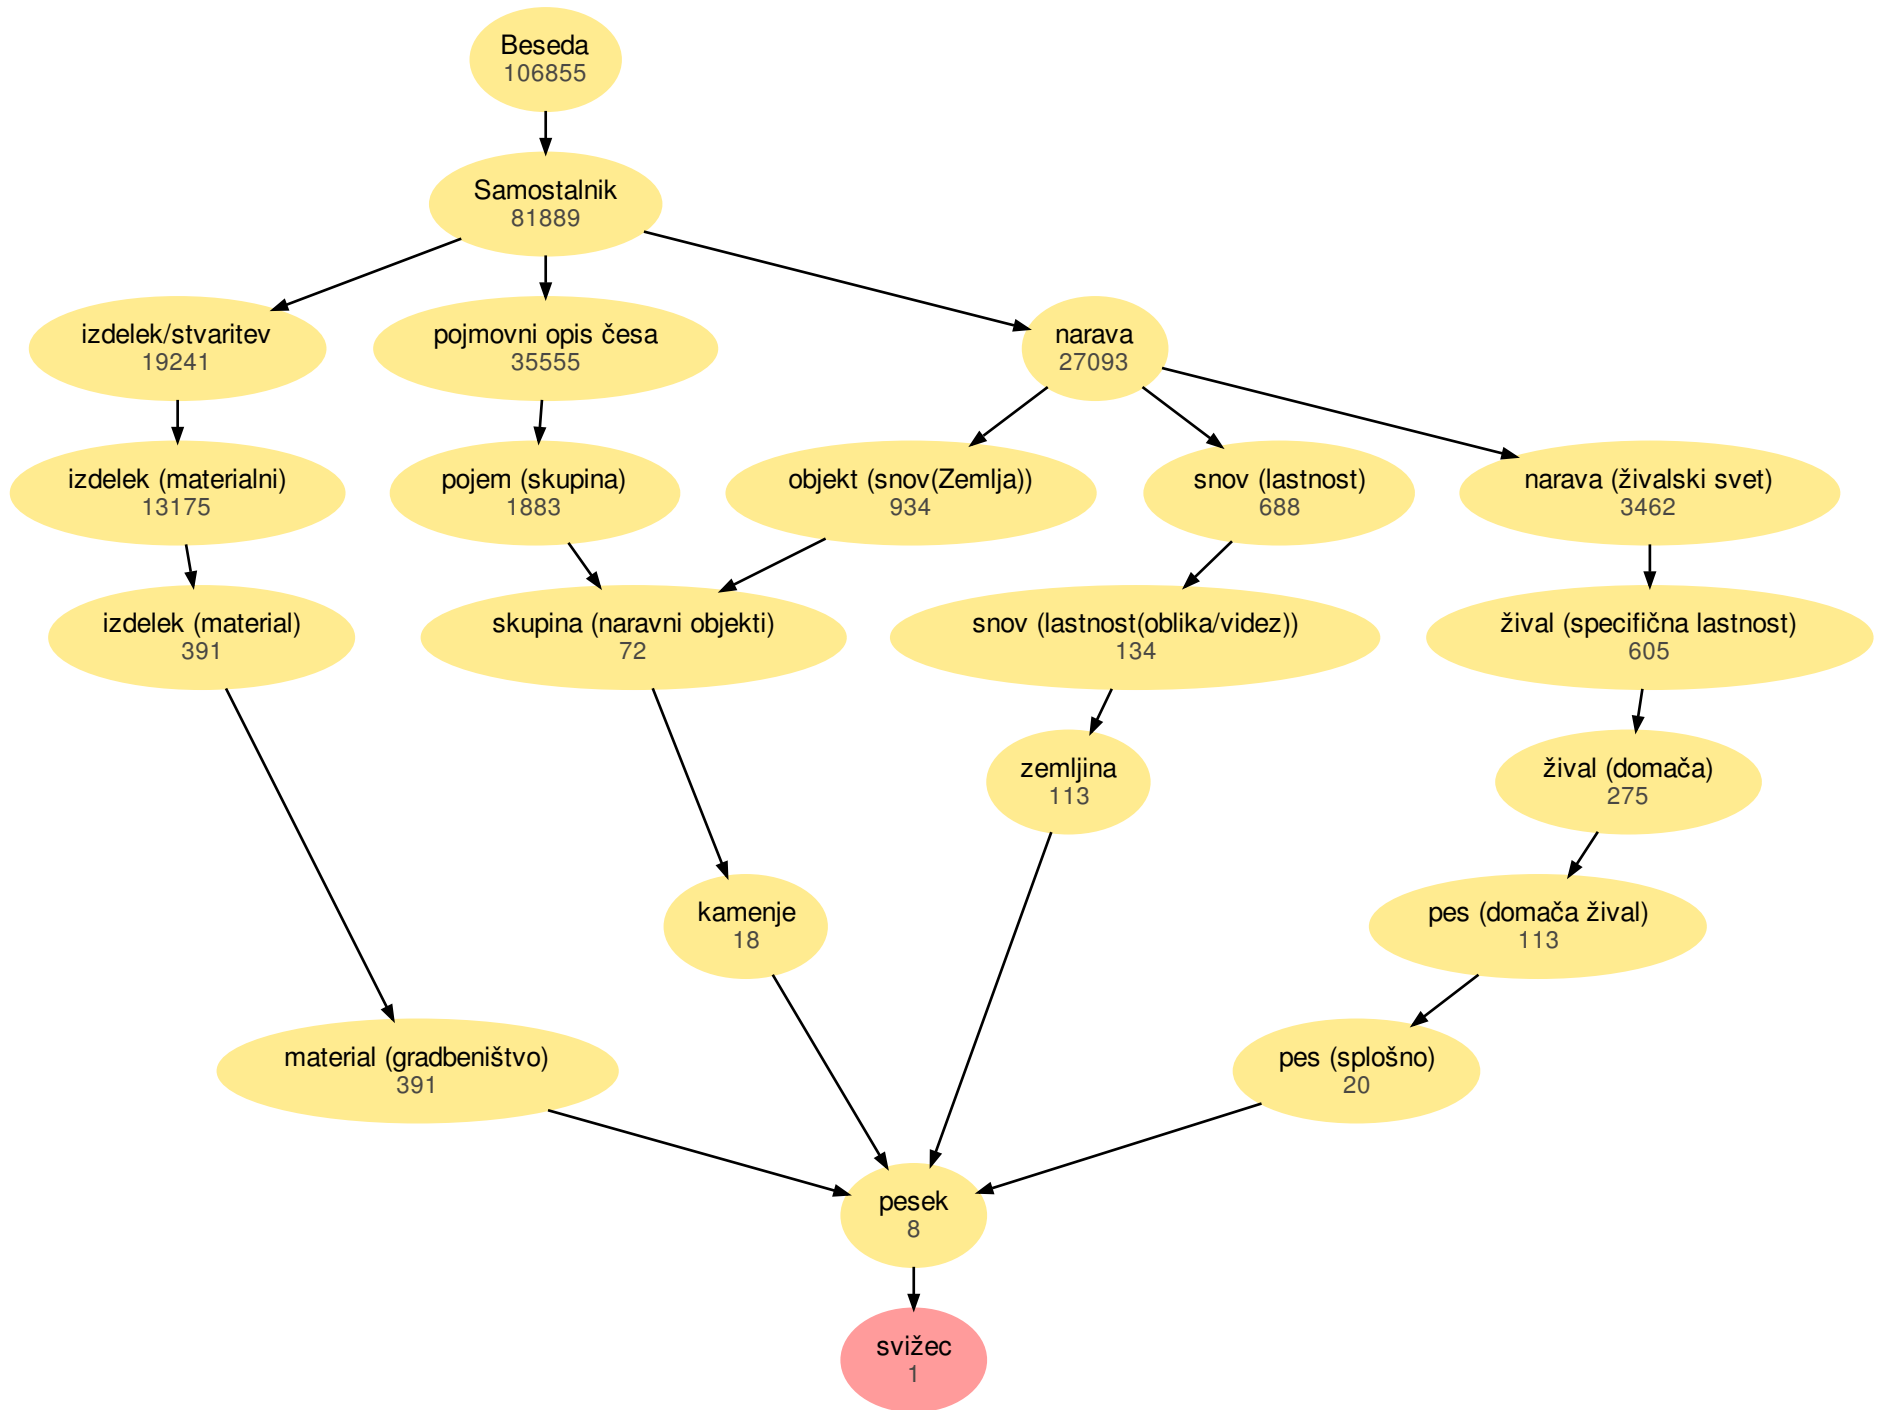 Beseda
106855
Samostalnik
81889
izdelek/stvaritev
19241
pojmovni opis česa
35555
narava
27093
izdelek (materialni)
13175
pojem (skupina)
1883
objekt (snov(Zemlja))
934
snov (lastnost)
688
narava (živalski svet)
3462
izdelek (material)
391
skupina (naravni objekti)
72
snov (lastnost(oblika/videz))
134
žival (specifična lastnost)
605
zemljina
113
žival (domača)
275
kamenje
18
pes (domača žival)
113
material (gradbeništvo)
391
pes (splošno)
20
pesek
8
svižec
1